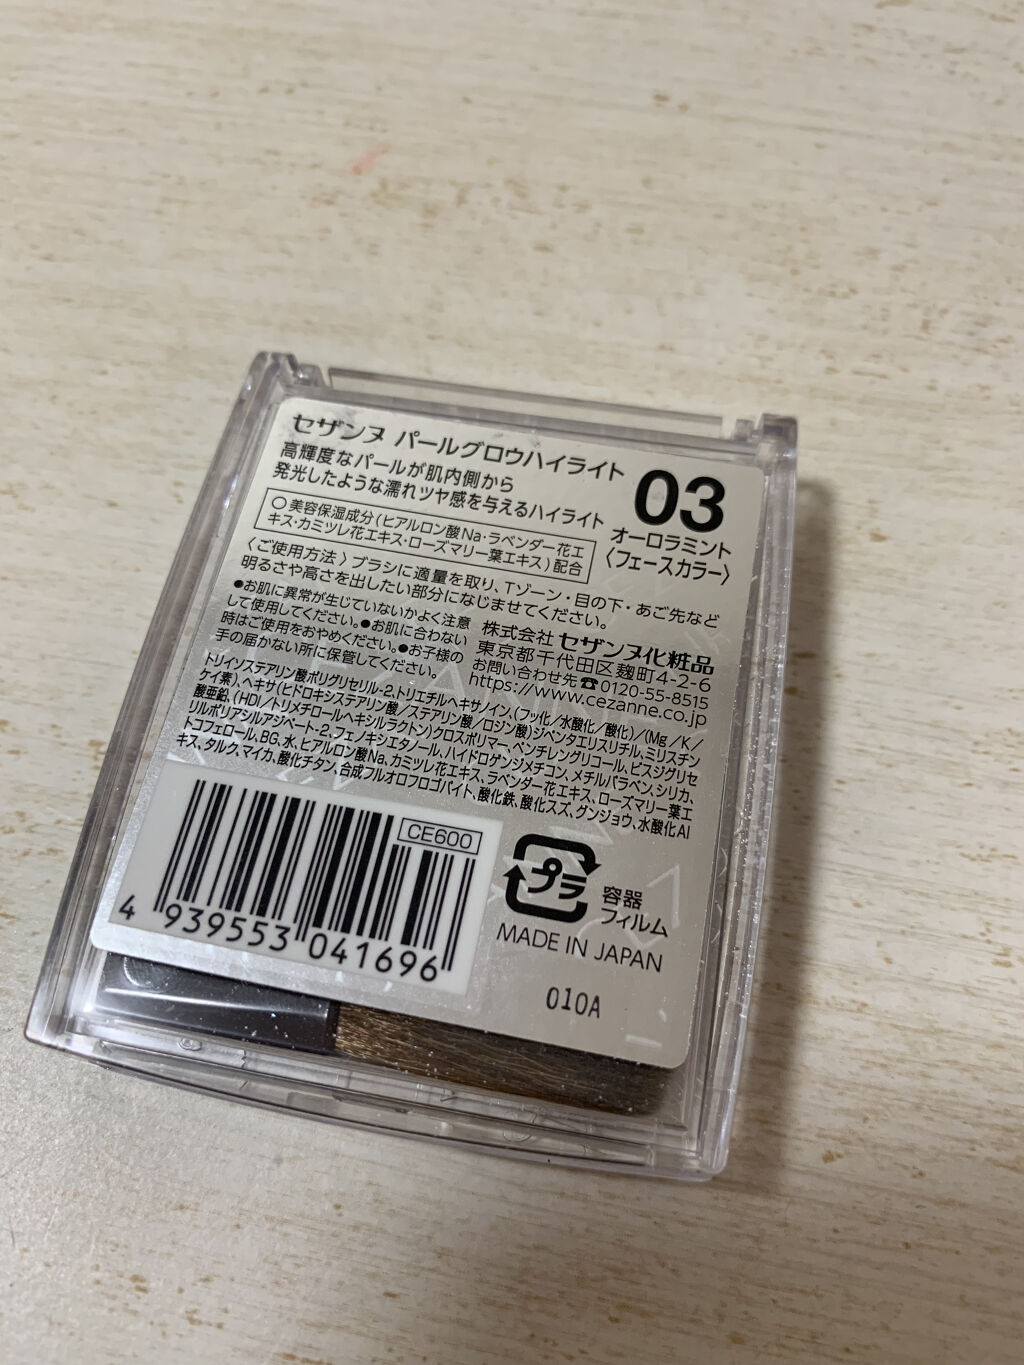 セザンヌ パールグロウハイライト
高輝度なパールが肌内側から
発光したような濡れツヤ感を与えるハイライト
03
オーロラミント
〈フェースカラー〉
○美容保湿成分(ヒアルロン酸Na・ラベンダー花エ
キス・カミツレ花エキス・ローズマリー葉エキス)配合
〈ご使用方法〉ブラシに適量を取り、Tゾーン・目の下・あご先など
明るさや高さを出したい部分になじませてください。
●お肌に異常が生じていないかよく注意
して使用してください。●お肌に合わない
時はご使用をおやめください。●お子様の
手の届かない所に保管してください。
株式会社 セザンヌ化粧品
東京都千代田区麹町4-2-6
お問い合わせ先☎0120-55-8515
https://www.cezanne.co.jp
トリイソステアリン酸ポリグリセリル-2、トリエチルヘキサノイン、(フッ化/水酸化/酸化)/(Mg/K/
ケイ素)、ヘキサ(ヒドロキシステアリン酸/ステアリン酸/ロジン酸)ジペンタエリスリチル、ミリスチン
酸亜鉛、(HDI/トリメチロールヘキシルラクトン)クロスポリマー、ペンチレングリコール、ビスジグリセ
リルポリアシルアジペート-2、フェノキシエタノール、ハイドロゲンジメチコン、メチルパラベン、シリカ、
トコフェロール、BG、水、ヒアルロン酸Na、カミツレ花エキス、ラベンダー花エキス、ローズマリー葉エ
キス、タルク、マイカ、酸化チタン、合成フルオロフロゴパイト、酸化鉄、酸化スズ、グンジョウ、水酸化Al
CE600
4 939553 041696
プラ
容器
フィルム
MADE IN JAPAN
010A